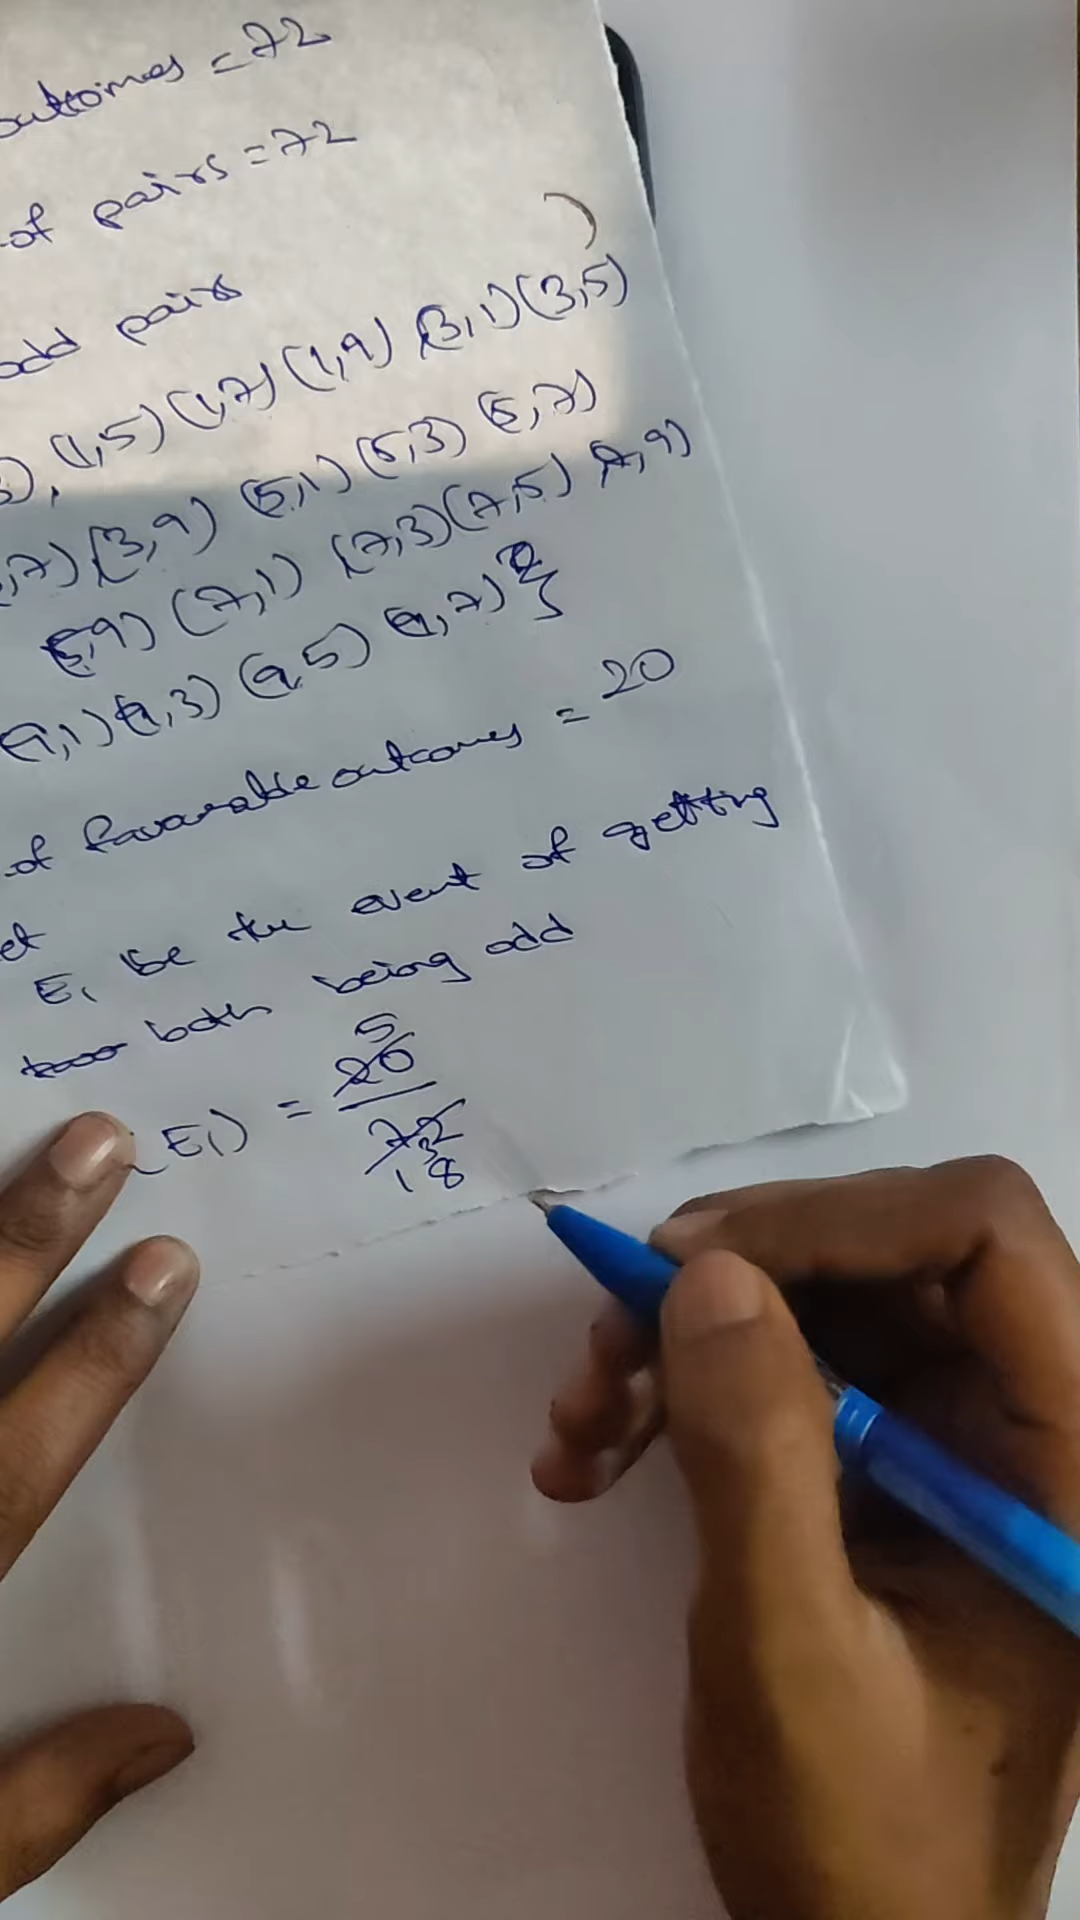 outcomes = 72
of pairs = 72
odd pairs
), (1,5) (1,7) (1,9) (3,1) (3,5)
,7) (3,9) (5,1) (5,3) (5,7)
(5,9) (7,1) (7,3) (7,5) (7,9)
(9,1) (9,3) (9,5) (9,7) }
of favarable outcomes = 20
et
E1 be the event of getting
both being odd
(E1) = 20/72
5
18